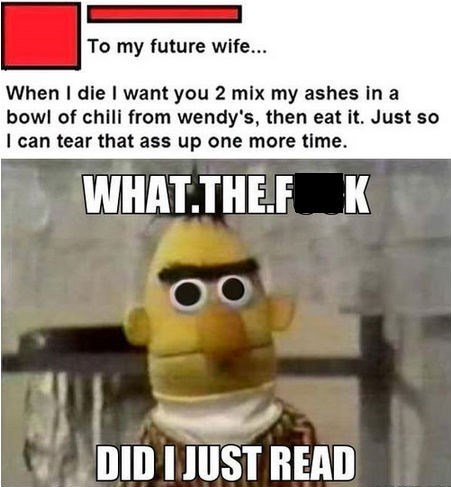 To my future wife...
When I die I want you 2 mix my ashes in a
bowl of chili from wendy's, then eat it. Just so
I can tear that ass up one more time.
WHAT.THE.F K
DID I JUST READ